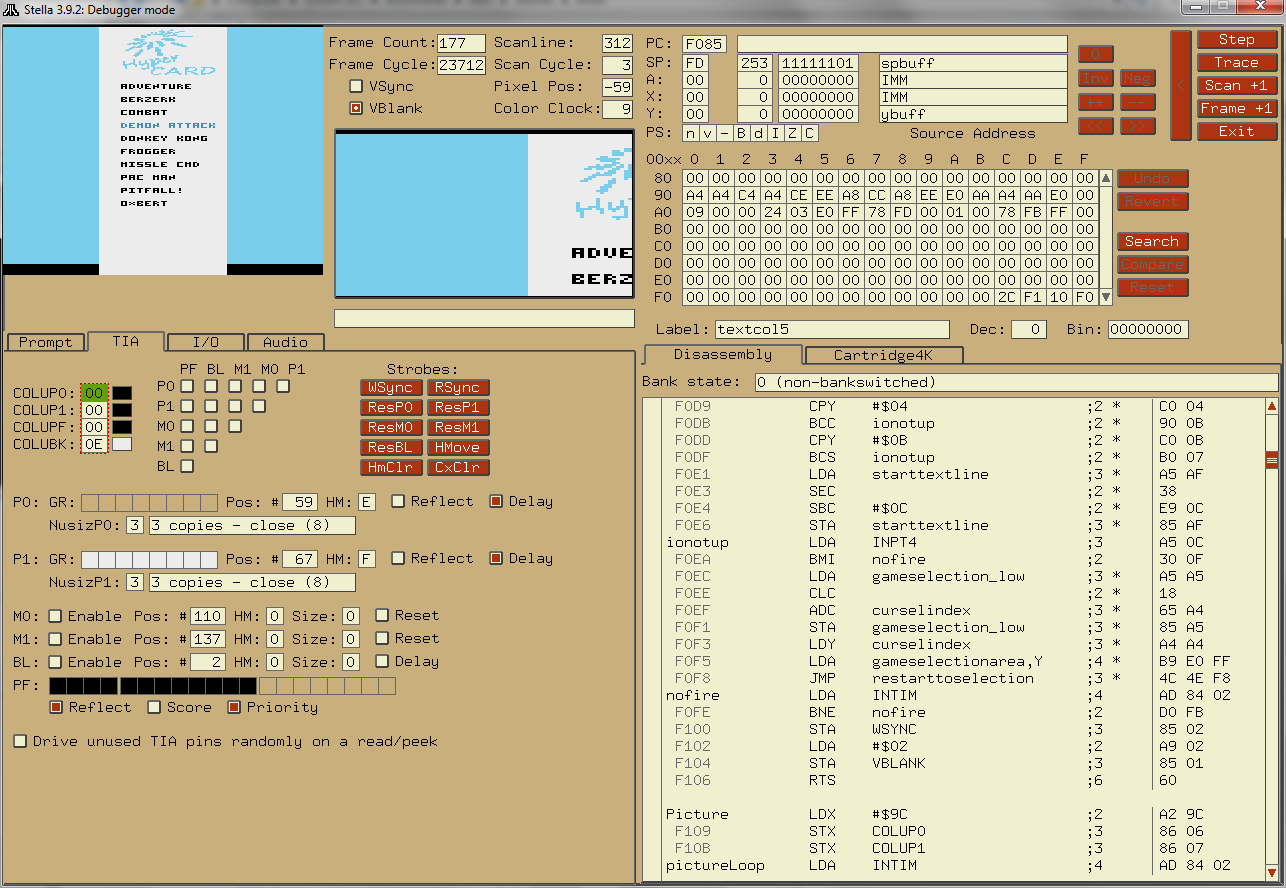 Stella 3.9.2: Debugger mode
Hyper
CARD
ADVENTURE
BERZERK
COMBAT
DEMON ATTACK
DONKEY KONG
FROGGER
MISSLE CMD
PAC MAN
PITFALL!
Q*BERT
Frame Count: 177 Scanline: 312
Frame Cycle: 23712 Scan Cycle: 3
VSync Pixel Pos: -59
VBlank Color Clock: 9
Hy
ADVE
BERZ
PC: F085
SP: FD 253 11111101 spbuff
A: 00 0 00000000 IMM
X: 00 0 00000000 IMM
Y: 00 0 00000000 ybuff
PS: n v - B d I Z C Source Address
0
Inv Neg
++ --
<< >>
<
Step
Trace
Scan +1
Frame +1
Exit
00xx 0 1 2 3 4 5 6 7 8 9 A B C D E F
80 00 00 00 00 00 00 00 00 00 00 00 00 00 00 00 00
90 A4 A4 C4 A4 CE EE A8 CC A8 EE E0 AA A4 AA E0 00
A0 09 00 00 24 03 E0 FF 78 FD 00 01 00 78 FB FF 00
B0 00 00 00 00 00 00 00 00 00 00 00 00 00 00 00 00
C0 00 00 00 00 00 00 00 00 00 00 00 00 00 00 00 00
D0 00 00 00 00 00 00 00 00 00 00 00 00 00 00 00 00
E0 00 00 00 00 00 00 00 00 00 00 00 00 00 00 00 00
F0 00 00 00 00 00 00 00 00 00 00 00 00 2C F1 10 F0
Undo
Revert
Search
Compare
Reset
Label: textcol5 Dec: 0 Bin: 00000000
Prompt TIA I/O Audio
PF BL M1 M0 P1
P0
P1
M0
M1
BL
COLUP0: 00
COLUP1: 00
COLUPF: 00
COLUBK: 0E
Strobes:
WSync RSync
ResP0 ResP1
ResM0 ResM1
ResBL HMove
HmClr CxClr
P0: GR: Pos: # 59 HM: E Reflect Delay
NusizP0: 3 3 copies - close (8)
P1: GR: Pos: # 67 HM: F Reflect Delay
NusizP1: 3 3 copies - close (8)
M0: Enable Pos: # 110 HM: 0 Size: 0 Reset
M1: Enable Pos: # 137 HM: 0 Size: 0 Reset
BL: Enable Pos: # 2 HM: 0 Size: 0 Delay
PF:
Reflect Score Priority
Drive unused TIA pins randomly on a read/peek
Disassembly Cartridge4K
Bank state: 0 (non-bankswitched)
F0D9 CPY #$04 ;2 * C0 04
F0DB BCC ionotup ;2 * 90 0B
F0DD CPY #$0B ;2 * C0 0B
F0DF BCS ionotup ;2 * B0 07
F0E1 LDA starttextline ;3 * A5 AF
F0E3 SEC ;2 * 38
F0E4 SBC #$0C ;2 * E9 0C
F0E6 STA starttextline ;3 * 85 AF
ionotup LDA INPT4 ;3 A5 0C
F0EA BMI nofire ;2 30 0F
F0EC LDA gameselection_low ;3 * A5 A5
F0EE CLC ;2 * 18
F0EF ADC curselindex ;3 * 65 A4
F0F1 STA gameselection_low ;3 * 85 A5
F0F3 LDY curselindex ;3 * A4 A4
F0F5 LDA gameselectionarea,Y ;4 * B9 E0 FF
F0F8 JMP restarttoselection ;3 * 4C 4E F8
nofire LDA INTIM ;4 AD 84 02
F0FE BNE nofire ;2 D0 FB
F100 STA WSYNC ;3 85 02
F102 LDA #$02 ;2 A9 02
F104 STA VBLANK ;3 85 01
F106 RTS ;6 60
Picture LDX #$9C ;2 A2 9C
F109 STX COLUP0 ;3 86 06
F10B STX COLUP1 ;3 86 07
pictureLoop LDA INTIM ;4 AD 84 02